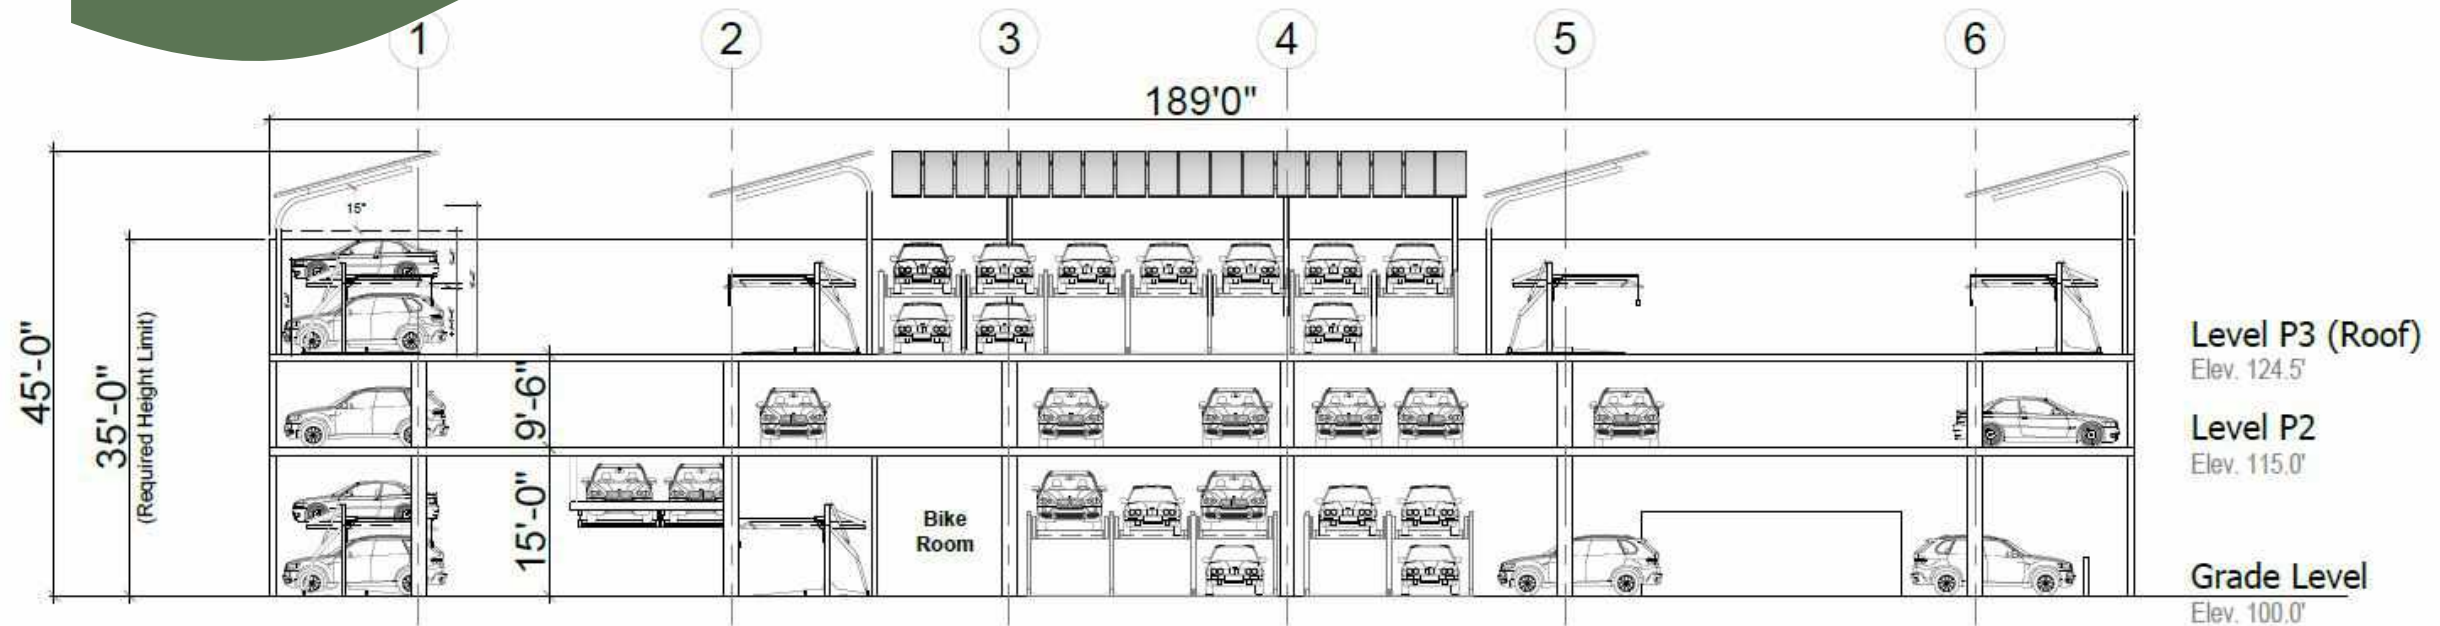 1
2
3
4
5
6
189'0"
15"
45'-0"
35'-0"
(Required Height Limit)
9'-6"
15'-0"
Bike
Room
Level P3 (Roof)
Elev. 124.5'
Level P2
Elev. 115.0'
Grade Level
Elev. 100.0'